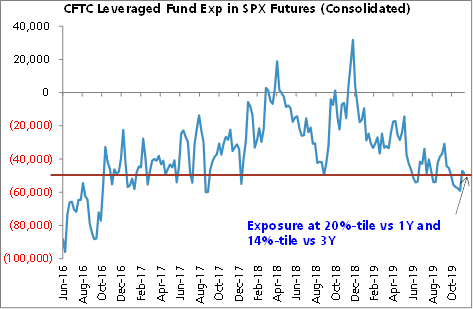 CFTC Leveraged Fund Exp in SPX Futures (Consolidated)
40,000
20,000
0
(20,000)
(40,000)
(60,000)
(80,000)
(100,000)
Exposure at 20%-tile vs 1Y and
14%-tile vs 3Y
Jun-16
Aug-16
Oct-16
Dec-16
Feb-17
Apr-17
Jun-17
Aug-17
Oct-17
Dec-17
Feb-18
Apr-18
Jun-18
Aug-18
Oct-18
Dec-18
Feb-19
Apr-19
Jun-19
Aug-19
Oct-19